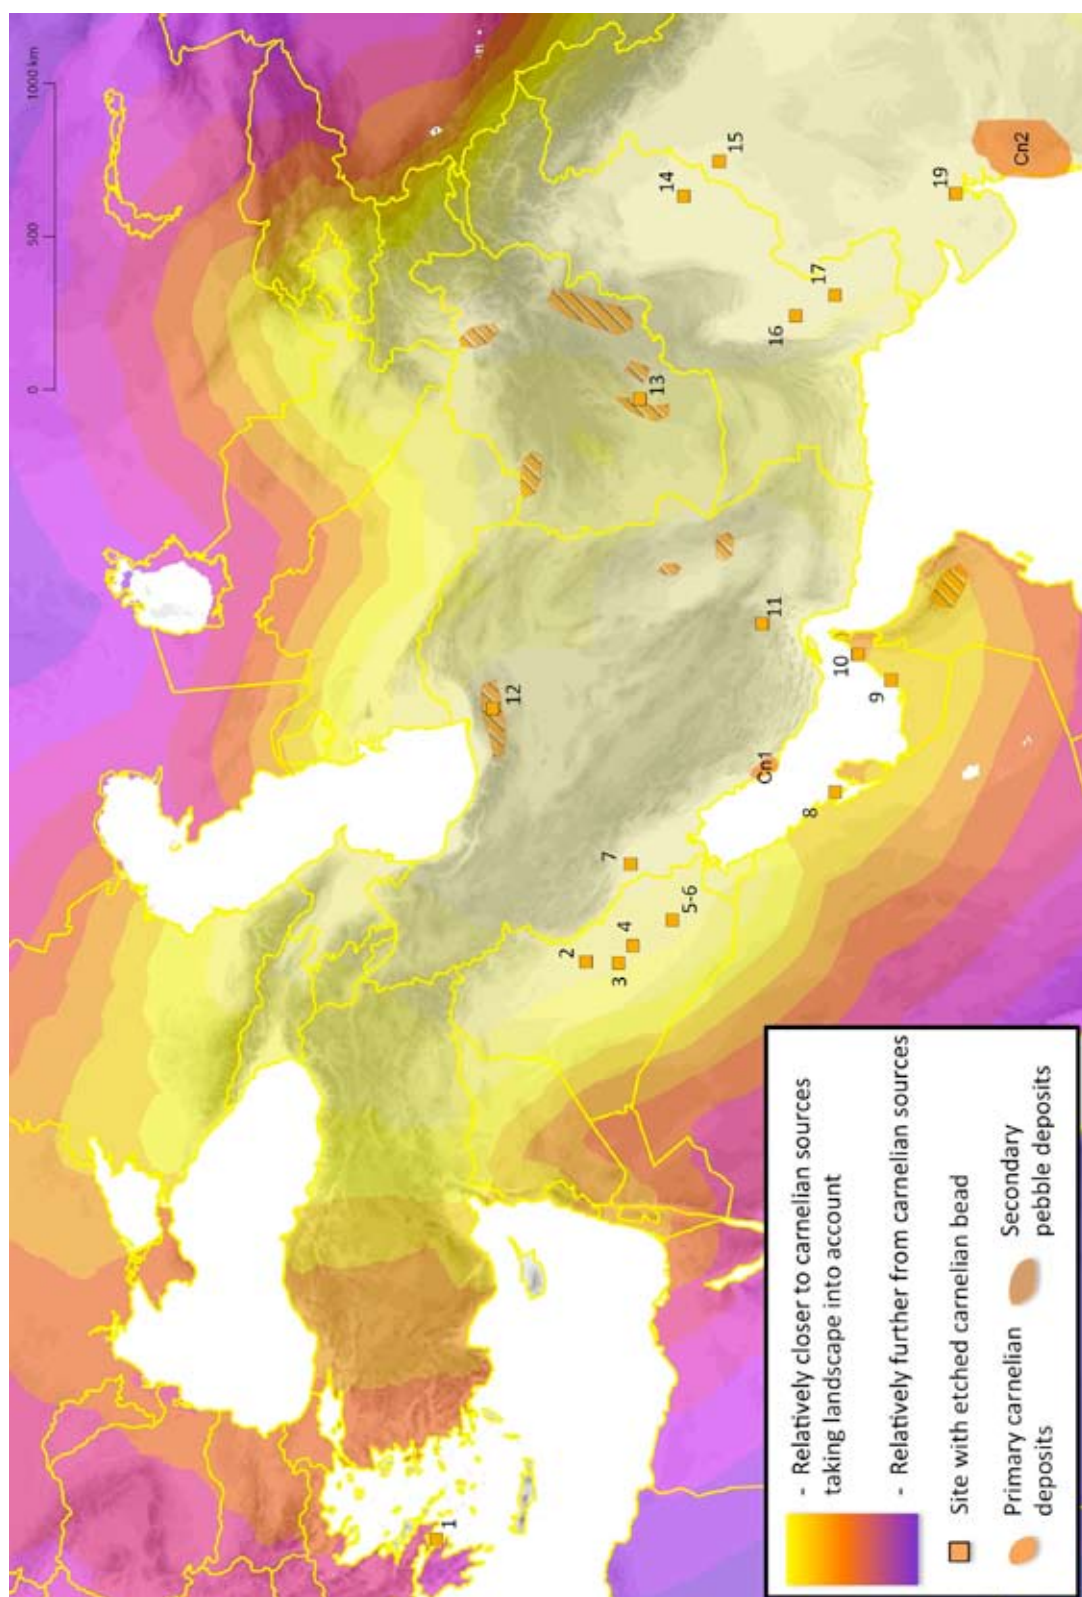 0
500
1000 km
1
2
3
4
5-6
7
8
9
10
11
12
13
14
15
16
17
19
Cn1
Cn2
- Relatively closer to carnelian sources
taking landscape into account
- Relatively further from carnelian sources
Site with etched carnelian bead
Primary carnelian
deposits
Secondary
pebble deposits